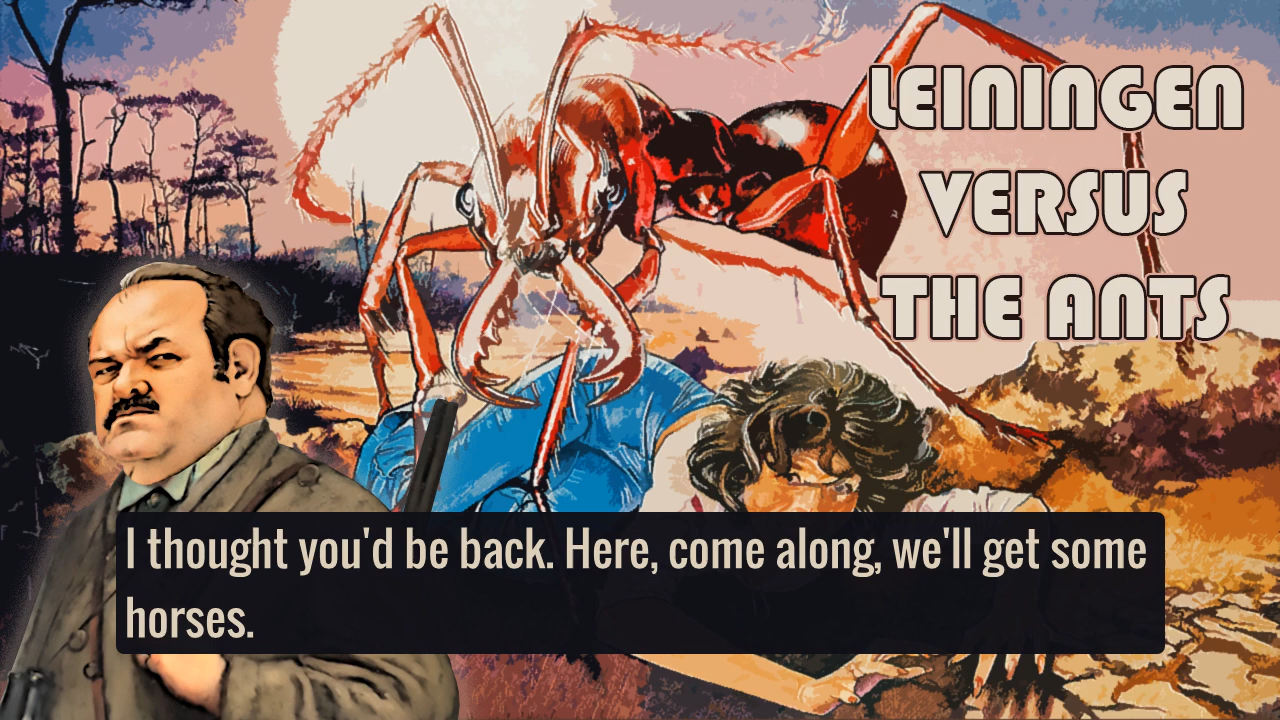 LEININGEN
VERSUS
THE ANTS
I thought you'd be back. Here, come along, we'll get some
horses.